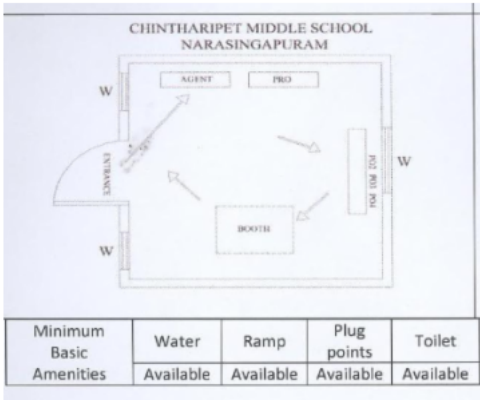 CHINTHARIPET MIDDLE SCHOOL
NARASINGAPURAM
AGENT
PRO
W
ENTRANCE
PO2 PO3 PO4
W
BOOTH
W
Minimum
Basic
Amenities
Water
Ramp
Plug
points
Toilet
Available
Available
Available
Available